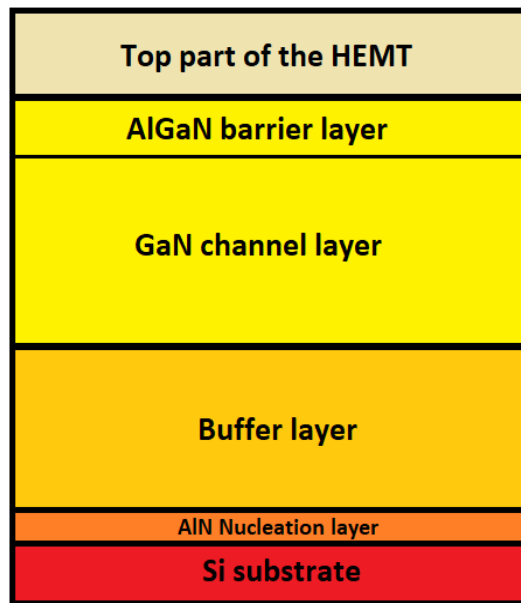 Top part of the HEMT
AlGaN barrier layer
GaN channel layer
Buffer layer
AlN Nucleation layer
Si substrate